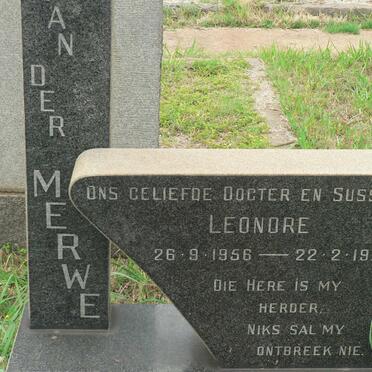 AN DER MERWE
ONS GELIEFDE DOGTER EN SUS
LEONORE
26·9·1956 — 22·2·19
DIE HERE IS MY
HERDER,
NIKS SAL MY
ONTBREEK NIE.